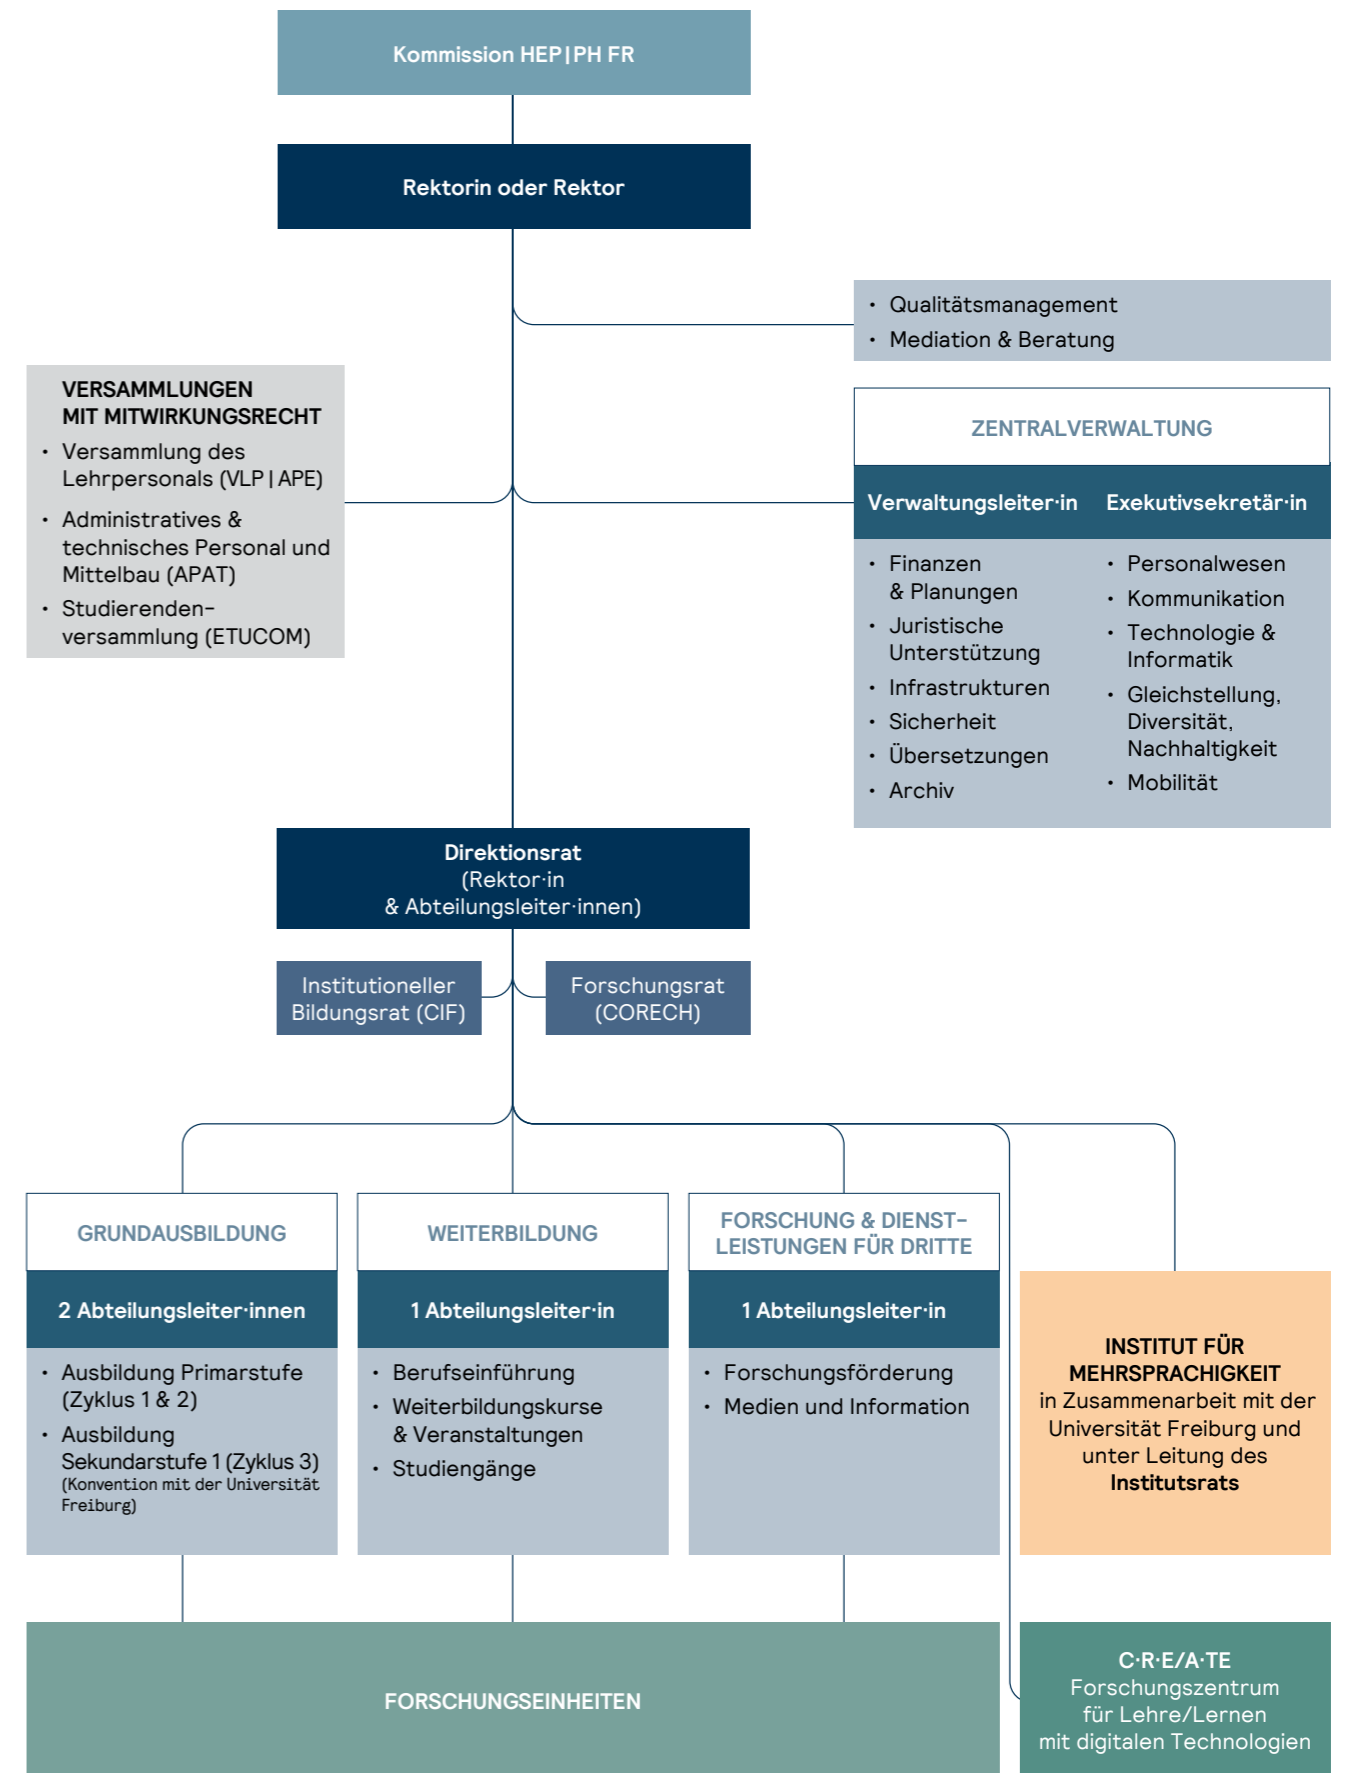 Kommission HEP|PH FR
Rektorin oder Rektor
• Qualitätsmanagement
• Mediation & Beratung
VERSAMMLUNGEN
MIT MITWIRKUNGSRECHT
• Versammlung des
Lehrpersonals (VLP | APE)
• Administratives &
technisches Personal und
Mittelbau (APAT)
• Studierenden-
versammlung (ETUCOM)
ZENTRALVERWALTUNG
Verwaltungsleiter·in
• Finanzen
& Planungen
• Juristische
Unterstützung
• Infrastrukturen
• Sicherheit
• Übersetzungen
• Archiv
Exekutivsekretär·in
• Personalwesen
• Kommunikation
• Technologie &
Informatik
• Gleichstellung,
Diversität,
Nachhaltigkeit
• Mobilität
Direktionsrat
(Rektor·in
& Abteilungsleiter·innen)
Institutioneller
Bildungsrat (CIF)
Forschungsrat
(CORECH)
GRUNDAUSBILDUNG
2 Abteilungsleiter·innen
• Ausbildung Primarstufe
(Zyklus 1 & 2)
• Ausbildung
Sekundarstufe 1 (Zyklus 3)
(Konvention mit der Universität
Freiburg)
WEITERBILDUNG
1 Abteilungsleiter·in
• Berufseinführung
• Weiterbildungskurse
& Veranstaltungen
• Studiengänge
FORSCHUNG & DIENST-
LEISTUNGEN FÜR DRITTE
1 Abteilungsleiter·in
• Forschungsförderung
• Medien und Information
INSTITUT FÜR
MEHRSPRACHIGKEIT
in Zusammenarbeit mit der
Universität Freiburg und
unter Leitung des
Institutsrats
FORSCHUNGSEINHEITEN
C·R·E/A·TE
Forschungszentrum
für Lehre/Lernen
mit digitalen Technologien